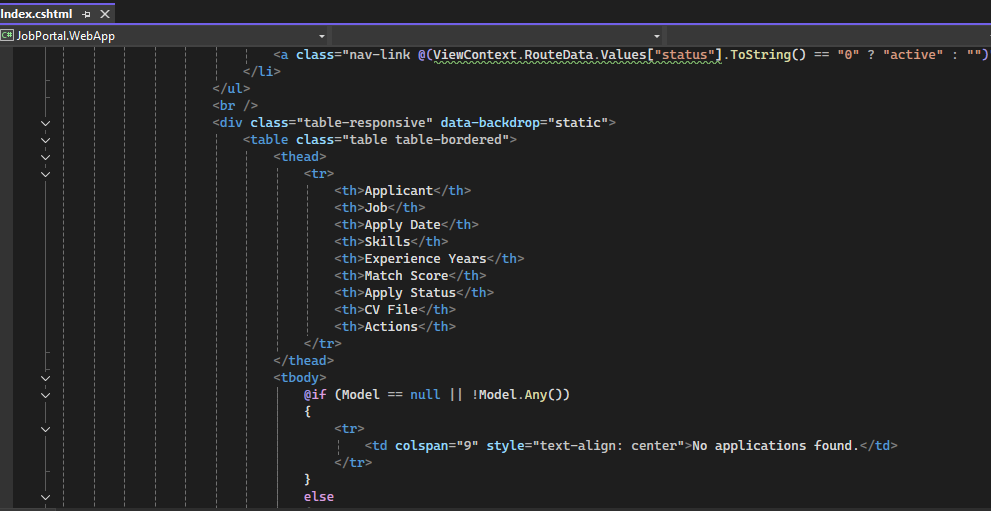 Index.cshtml
C# JobPortal.WebApp
<a class="nav-link @(ViewContext.RouteData.Values["status"].ToString() == "0" ? "active" : "")
</li>
</ul>
<br />
<div class="table-responsive" data-backdrop="static">
<table class="table table-bordered">
<thead>
<tr>
<th>Applicant</th>
<th>Job</th>
<th>Apply Date</th>
<th>Skills</th>
<th>Experience Years</th>
<th>Match Score</th>
<th>Apply Status</th>
<th>CV File</th>
<th>Actions</th>
</tr>
</thead>
<tbody>
@if (Model == null || !Model.Any())
{
<tr>
<td colspan="9" style="text-align: center">No applications found.</td>
</tr>
}
else